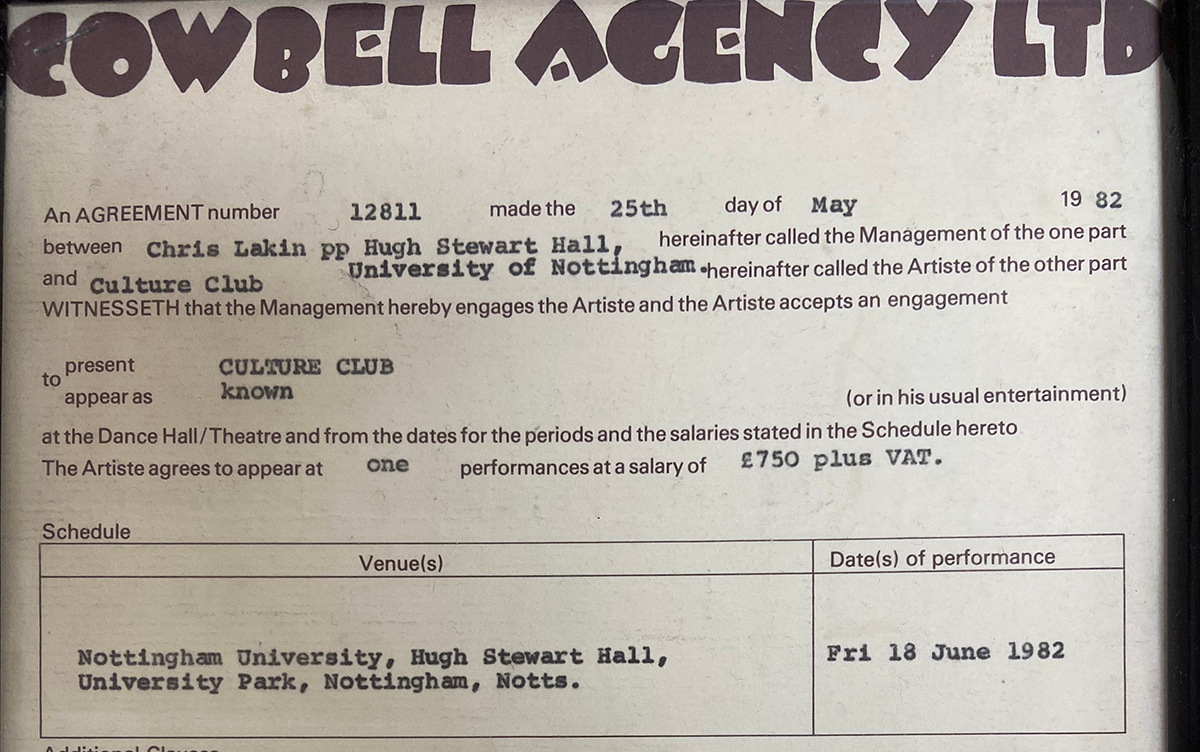 COWBELL AGENCY LTD
An AGREEMENT number 12811 made the 25th day of May 19 82
between Chris Lakin pp Hugh Stewart Hall, hereinafter called the Management of the one part
University of Nottingham.
and Culture Club hereinafter called the Artiste of the other part
WITNESSETH that the Management hereby engages the Artiste and the Artiste accepts an engagement
to present CULTURE CLUB
appear as known (or in his usual entertainment)
at the Dance Hall/Theatre and from the dates for the periods and the salaries stated in the Schedule hereto
The Artiste agrees to appear at one performances at a salary of £750 plus VAT.
Schedule
Venue(s) Date(s) of performance
Nottingham University, Hugh Stewart Hall, Fri 18 June 1982
University Park, Nottingham, Notts.
Additional Clauses